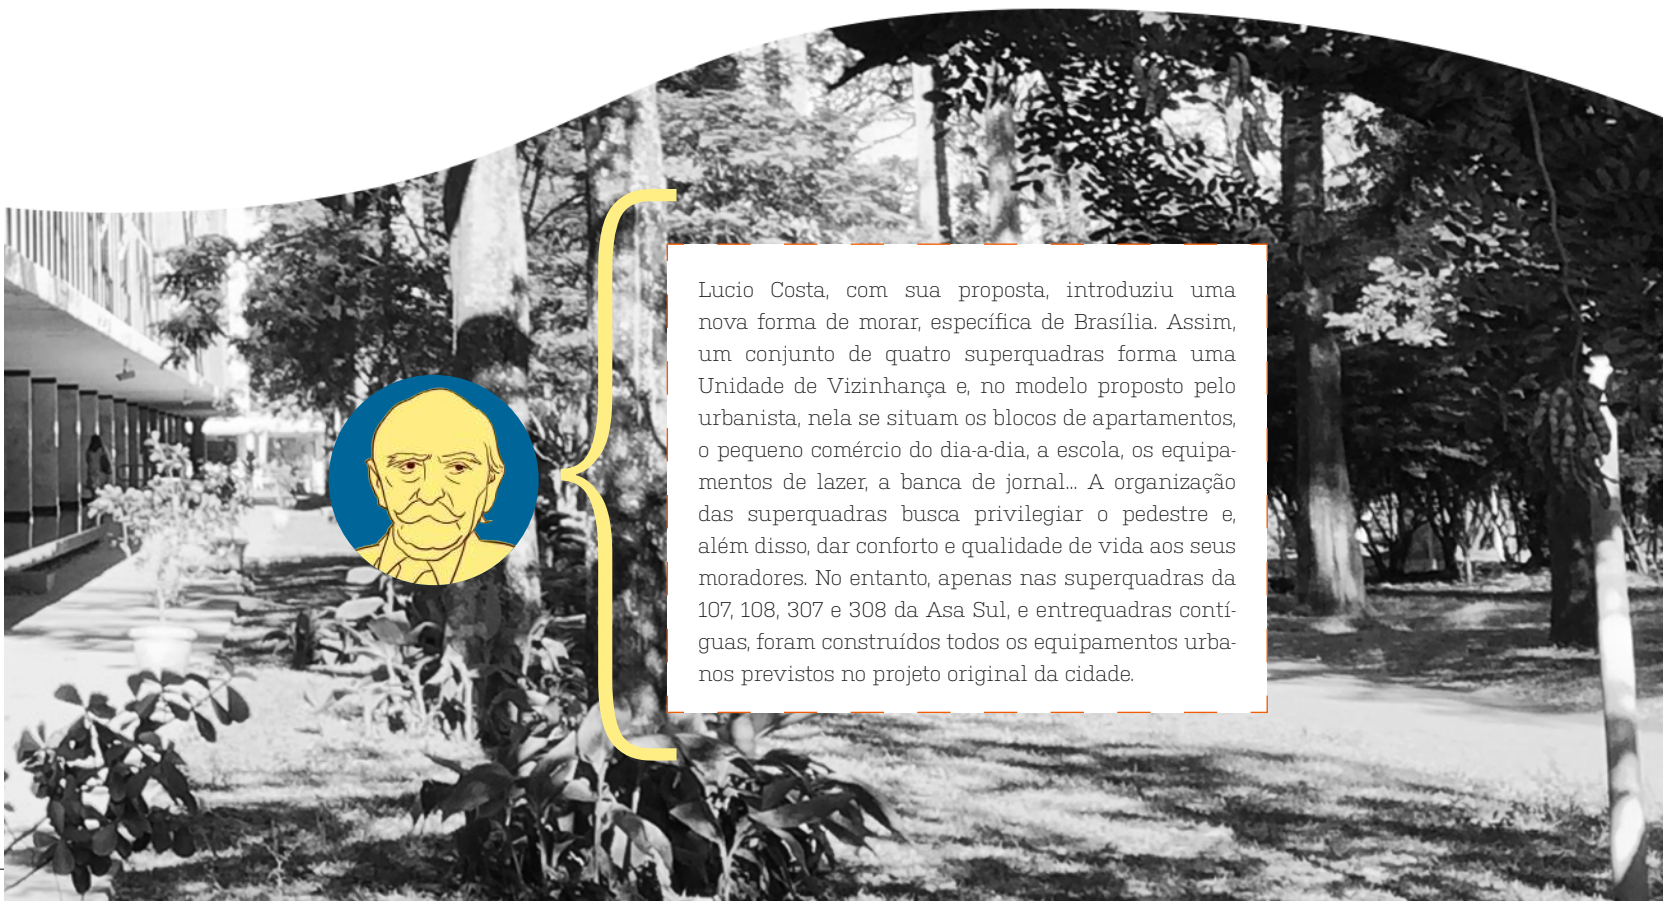 Lucio Costa, com sua proposta, introduziu uma
nova forma de morar, específica de Brasília. Assim,
um conjunto de quatro superquadras forma uma
Unidade de Vizinhança e, no modelo proposto pelo
urbanista, nela se situam os blocos de apartamentos,
o pequeno comércio do dia-a-dia, a escola, os equipa-
mentos de lazer, a banca de jornal... A organização
das superquadras busca privilegiar o pedestre e,
além disso, dar conforto e qualidade de vida aos seus
moradores. No entanto, apenas nas superquadras da
107, 108, 307 e 308 da Asa Sul, e entrequadras contí-
guas, foram construídos todos os equipamentos urba-
nos previstos no projeto original da cidade.